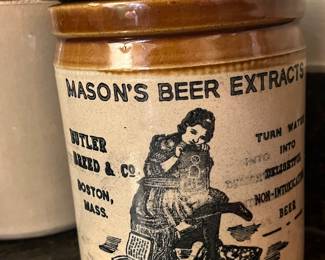 MASON'S BEER EXTRACTS
BUTLER
BREED & CO
BOSTON,
MASS.
TURN WATER
INTO
NON-INTOXICATING
BEER